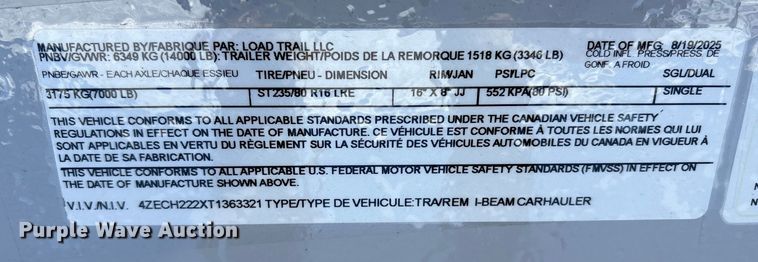 MANUFACTURED BY/FABRIQUE PAR: LOAD TRAIL LLC DATE OF MFG: 8/19/2025
PNBV/GVWR: 6349 KG (14000 LB): TRAILER WEIGHT/POIDS DE LA REMORQUE 1518 KG (3346 LB) COLD INFL PRESS/PRESS DE
GONF. A FROID
PNBE/GAWR - EACH AXLE/CHAQUE ESSIEU TIRE/PNEU - DIMENSION RIM/JAN PSI/LPC SGL/DUAL
3175 KG(7000 LB) ST235/80 R16 LRE 16" X 6" JJ 552 KPA(80 PSI) SINGLE
THIS VEHICLE CONFORMS TO ALL APPLICABLE STANDARDS PRESCRIBED UNDER THE CANADIAN VEHICLE SAFETY
REGULATIONS IN EFFECT ON THE DATE OF MANUFACTURE. CE VÉHICULE EST CONFORME À TOUTES LES NORMES QUI LUI
SONT APPLICABLES EN VERTU DU RÈGLEMENT SUR LA SÉCURITÉ DES VÉHICULES AUTOMOBILES DU CANADA EN VIGUEUR À
LA DATE DE SA FABRICATION.
THIS VEHICLE CONFORMS TO ALL APPLICABLE U.S. FEDERAL MOTOR VEHICLE SAFETY STANDARDS (FMVSS) IN EFFECT ON
THE DATE OF MANUFACTURE SHOWN ABOVE.
V.I.V./N.I.V. 4ZECH222XT1363321 TYPE/TYPE DE VÉHICULE: TRA/REM I-BEAM CARHAULER
Purple Wave Auction